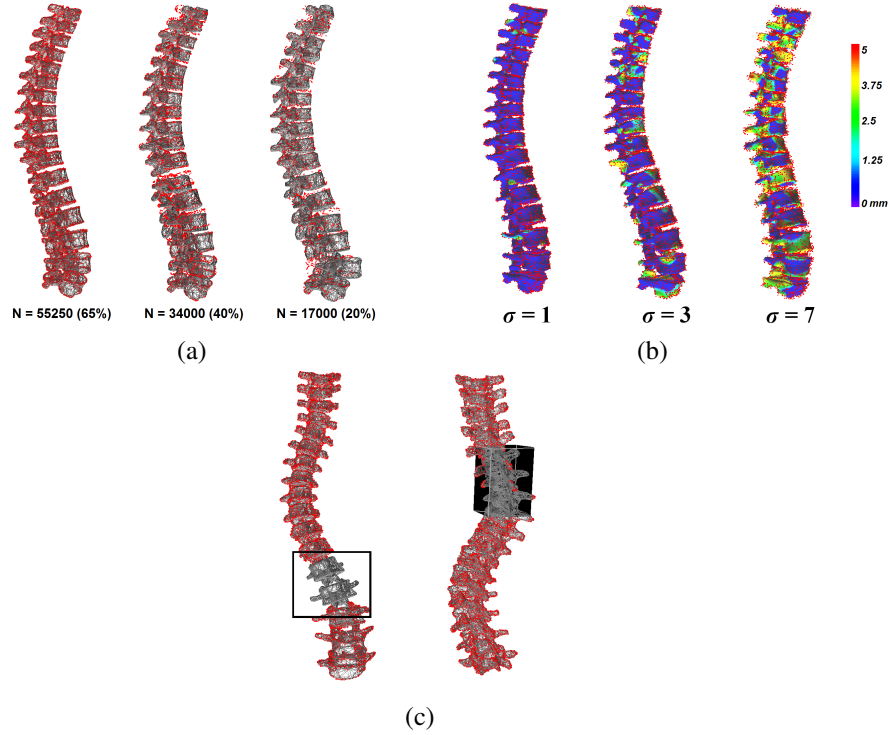 5
3.75
2.5
1.25
0 mm
N = 55250 (65%) N = 34000 (40%) N = 17000 (20%)
σ = 1 σ = 3 σ = 7
(a) (b)
(c)